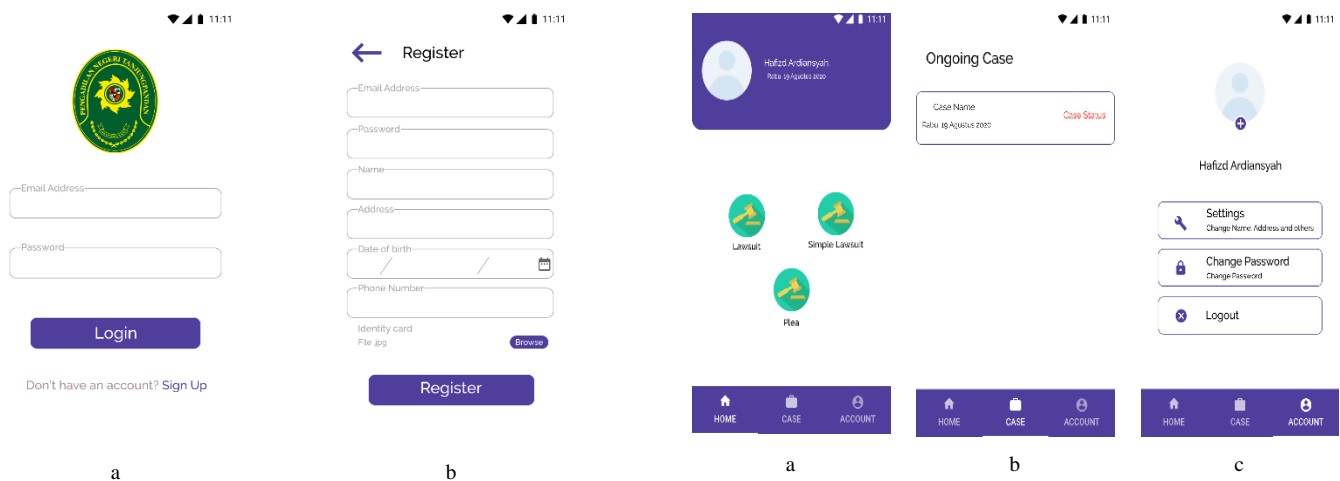 11:11
PENGADILAN NEGERI TANJUNGPANDAN
Email Address
Password
Login
Don't have an account? Sign Up
a
11:11
Register
Email Address
Password
Name
Address
Date of birth
/ /
Phone Number
Identity card
File .jpg
Browse
Register
b
11:11
Hafizd Ardiansyah
Rabu 19 Agustus 2020
Lawsuit
Simple Lawsuit
Plea
HOME CASE ACCOUNT
a
11:11
Ongoing Case
Case Name
Rabu 19 Agustus 2020
Case Status
HOME CASE ACCOUNT
b
11:11
Hafizd Ardiansyah
Settings
Change Name, Address and others
Change Password
Change Password
Logout
HOME CASE ACCOUNT
c